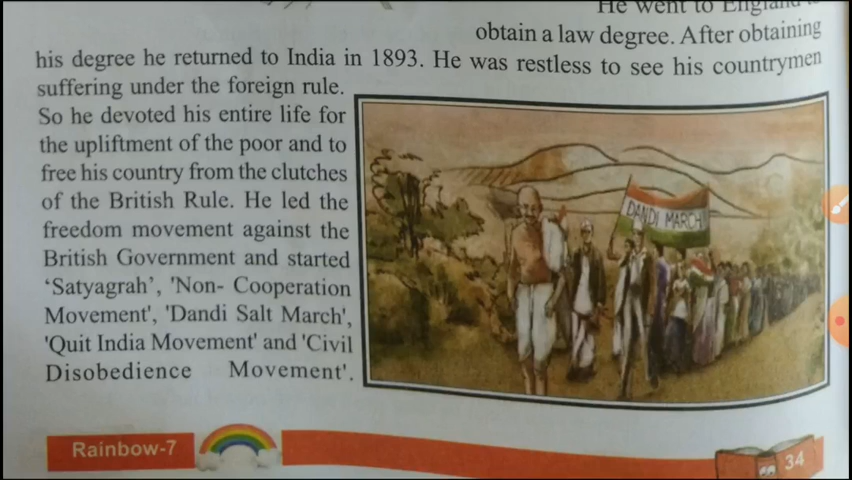 He went to England
obtain a law degree. After obtaining
his degree he returned to India in 1893. He was restless to see his countrymen
suffering under the foreign rule.
So he devoted his entire life for
the upliftment of the poor and to
free his country from the clutches
of the British Rule. He led the
freedom movement against the
British Government and started
‘Satyagrah’, 'Non- Cooperation
Movement', 'Dandi Salt March',
'Quit India Movement' and 'Civil
Disobedience Movement'.
DANDI MARCH
Rainbow-7
34